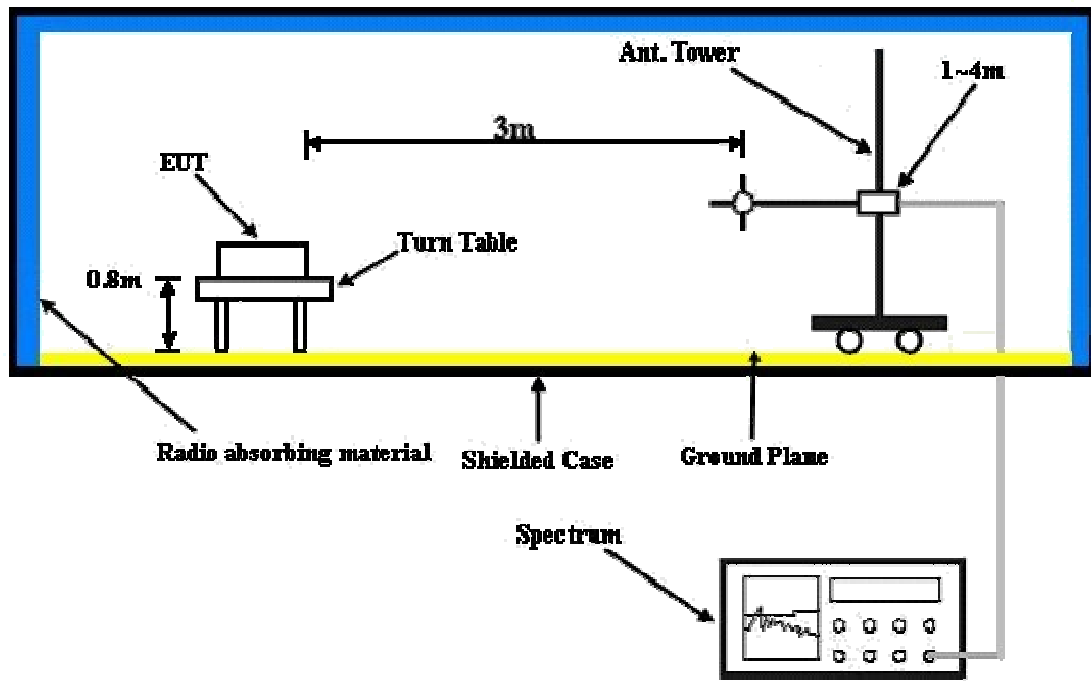 Ant. Tower
1~4m
3m
EUT
Turn Table
0.8m
Radio absorbing material
Shielded Case
Ground Plane
Spectrum